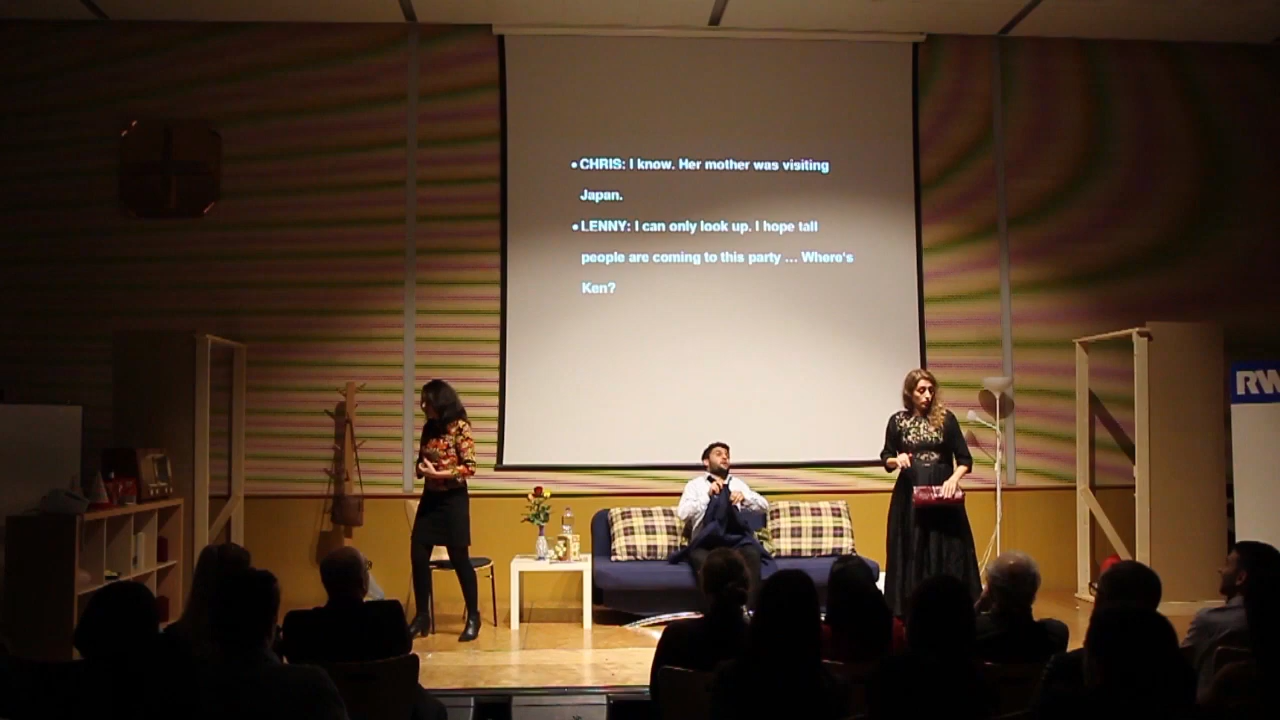 • CHRIS: I know. Her mother was visiting
Japan.
• LENNY: I can only look up. I hope tall
people are coming to this party ... Where's
Ken?
RW